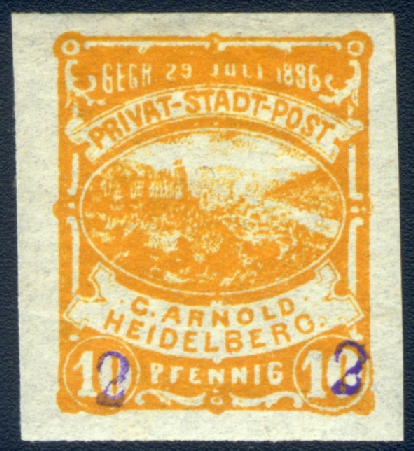 GEGR 29 JULI 1886
PRIVAT-STADT-POST
C. ARNOLD.
HEIDELBERG.
10 PFENNIG 10
2 2